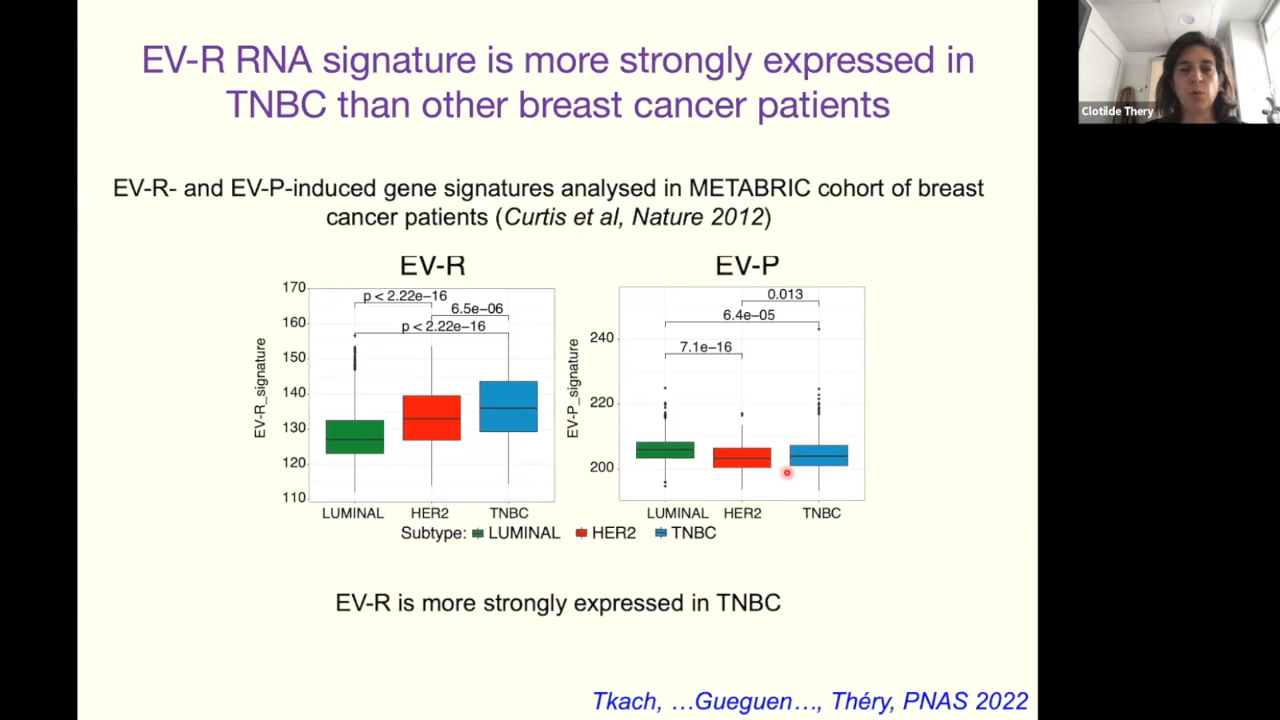 EV-R RNA signature is more strongly expressed in
TNBC than other breast cancer patients
Clotilde Thery
EV-R- and EV-P-induced gene signatures analysed in METABRIC cohort of breast
cancer patients (Curtis et al, Nature 2012)
EV-R
EV-R_signature
170
160
150
140
130
120
110
p < 2.22e−16
6.5e−06
p < 2.22e−16
LUMINAL HER2 TNBC
EV-P
EV-P_signature
240
220
200
0.013
6.4e−05
7.1e−16
LUMINAL HER2 TNBC
Subtype: LUMINAL HER2 TNBC
EV-R is more strongly expressed in TNBC
Tkach, …Gueguen…, Théry, PNAS 2022